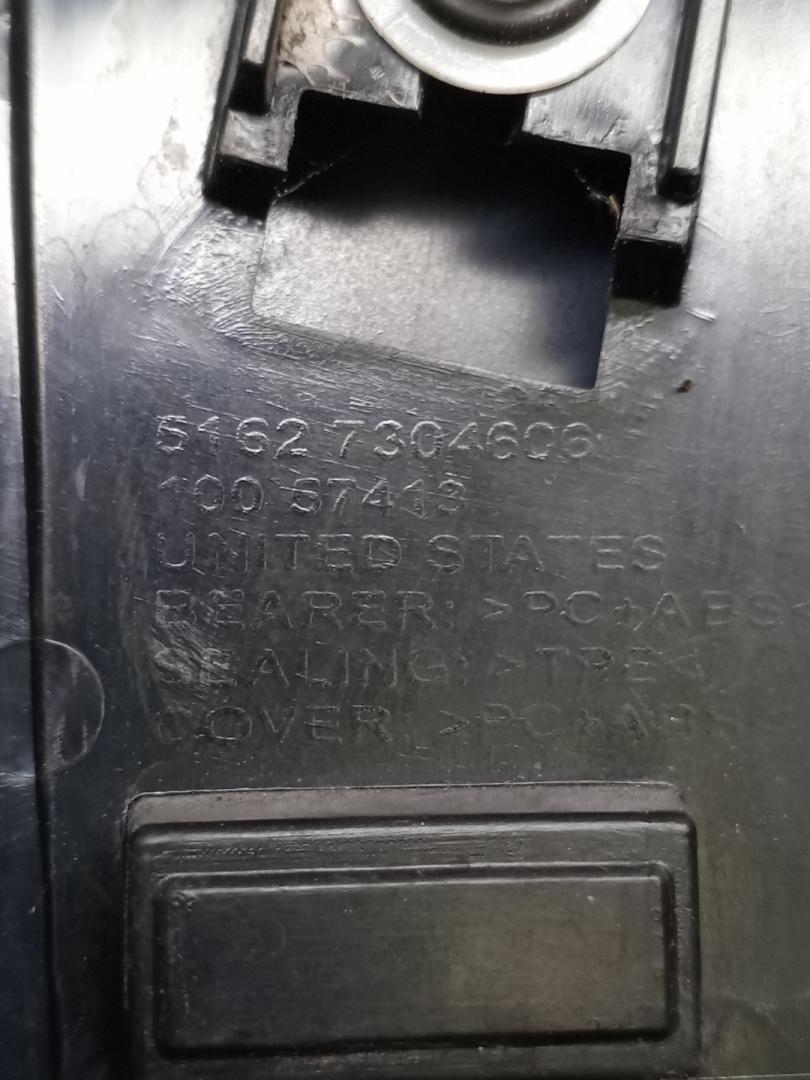 5162 7304606
100 57413
UNITED STATES
BEARER: >PC+ABS<
SEALING: >TPE<
COVER: >PC+ABS<